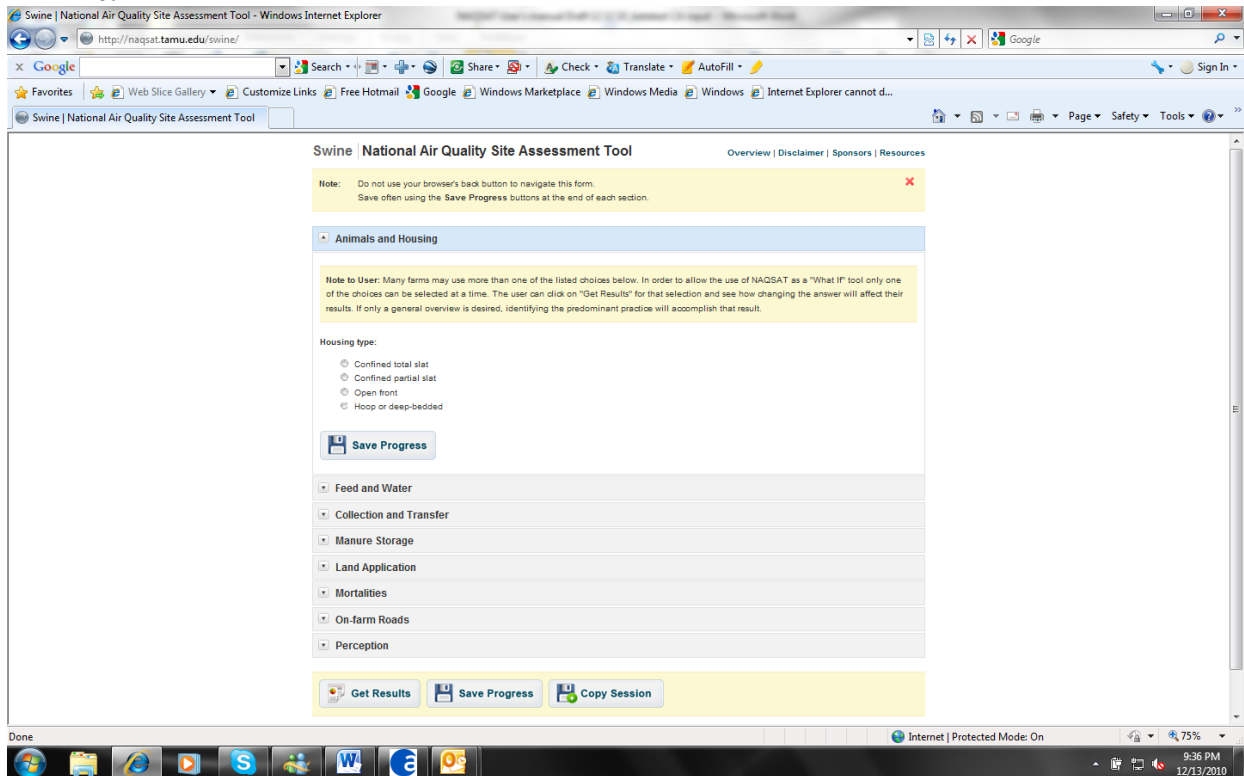 Swine | National Air Quality Site Assessment Tool - Windows Internet Explorer
http://naqsat.tamu.edu/swine/
Google
x Google
Search
Share
Check
Translate
AutoFill
Sign In
Favorites
Web Slice Gallery
Customize Links
Free Hotmail
Google
Windows Marketplace
Windows Media
Windows
Internet Explorer cannot d...
Swine | National Air Quality Site Assessment Tool
Page
Safety
Tools
Swine | National Air Quality Site Assessment Tool
Overview | Disclaimer | Sponsors | Resources
Note: Do not use your browser's back button to navigate this form.
Save often using the Save Progress buttons at the end of each section.
Animals and Housing
Note to User: Many farms may use more than one of the listed choices below. In order to allow the use of NAQSAT as a "What If" tool only one
of the choices can be selected at a time. The user can click on "Get Results" for that selection and see how changing the answer will affect their
results. If only a general overview is desired, identifying the predominant practice will accomplish that result.
Housing type:
Confined total slat
Confined partial slat
Open front
Hoop or deep-bedded
Save Progress
Feed and Water
Collection and Transfer
Manure Storage
Land Application
Mortalities
On-farm Roads
Perception
Get Results
Save Progress
Copy Session
Done
Internet | Protected Mode: On
75%
9:36 PM
12/13/2010